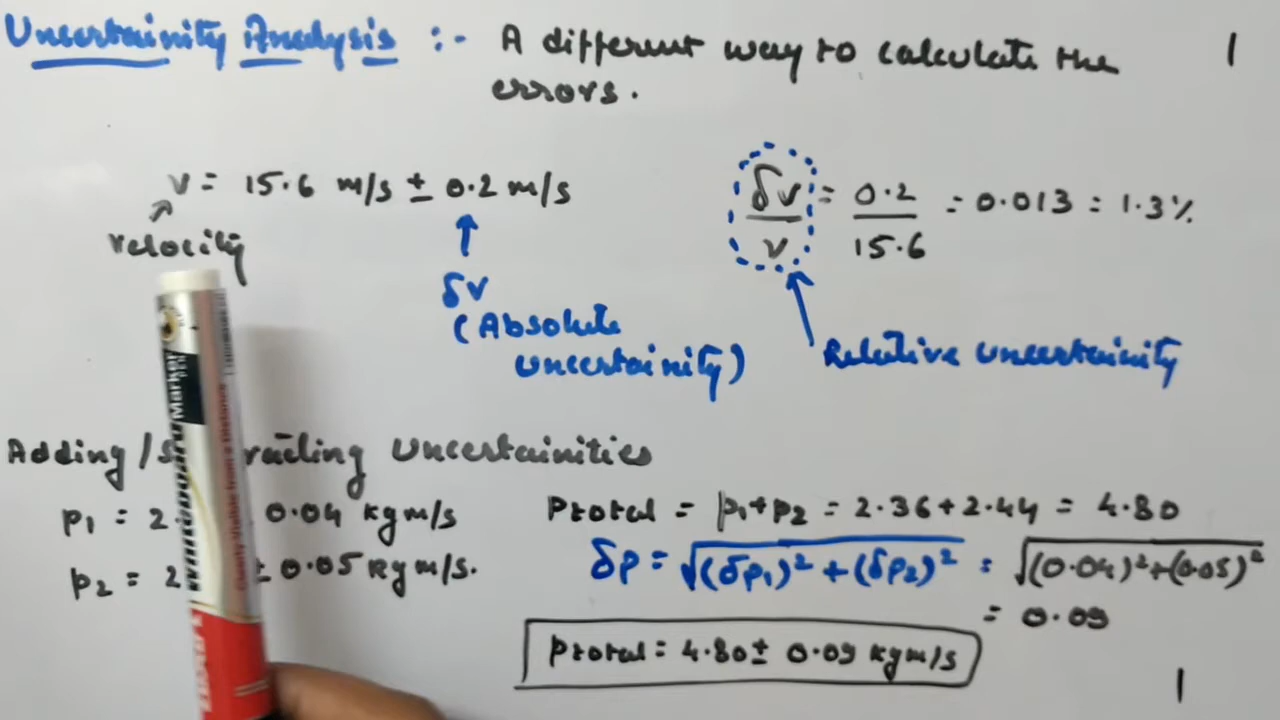 Uncertainity Analysis :- A different way to calculate the 1
errors.
v = 15.6 m/s ± 0.2 m/s
velocity
δv
(Absolute
uncertainity)
δv/v = 0.2/15.6 = 0.013 = 1.3%
Relative uncertainity
Adding / S racting Uncertainities
p1 = 2. 0.04 kgm/s
p2 = 2 ± 0.05 kgm/s.
Ptotal = p1+p2 = 2.36+2.44 = 4.80
δp = √(δp1)² + (δp2)² = √(0.04)²+(0.05)²
= 0.09
Ptotal = 4.80 ± 0.09 kgm/s
1
Whiteboard Marker